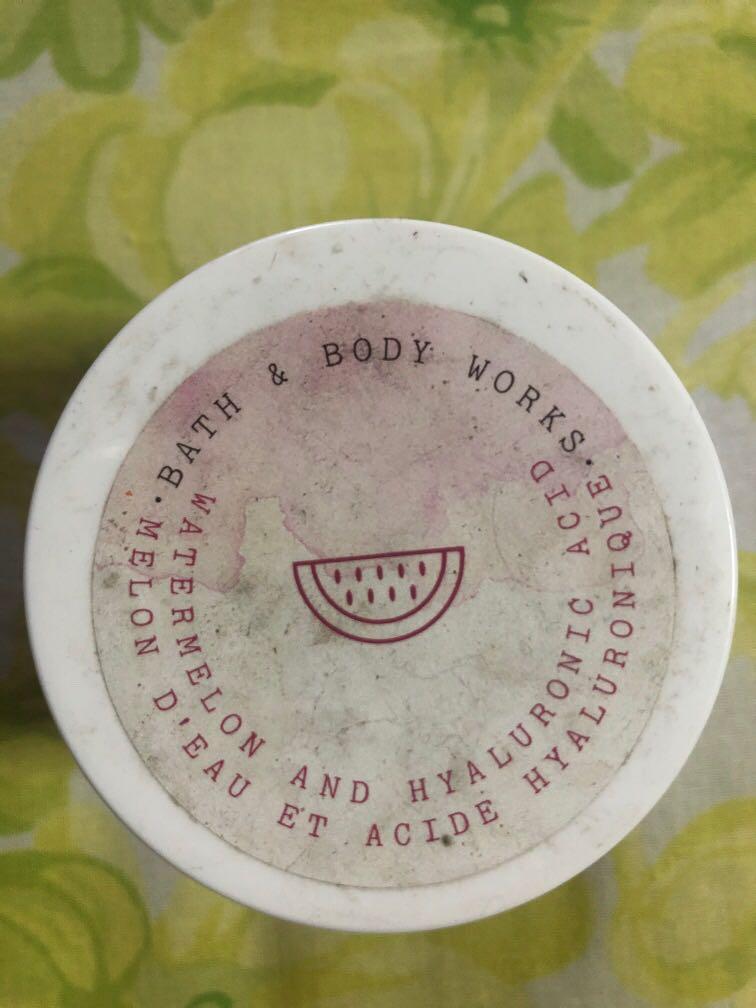 •BATH & BODY WORKS•
WATERMELON AND HYALURONIC ACID
MELON D'EAU ET ACIDE HYALURONIQUE